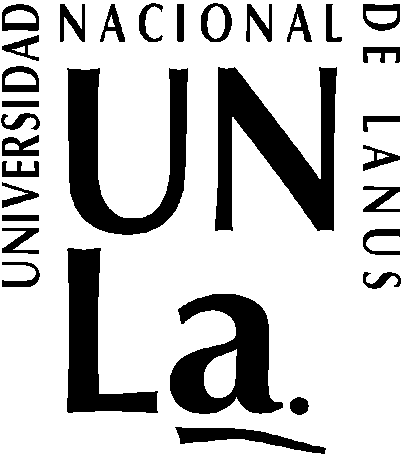 UNIVERSIDAD
NACIONAL
DE LANUS
UN
La.